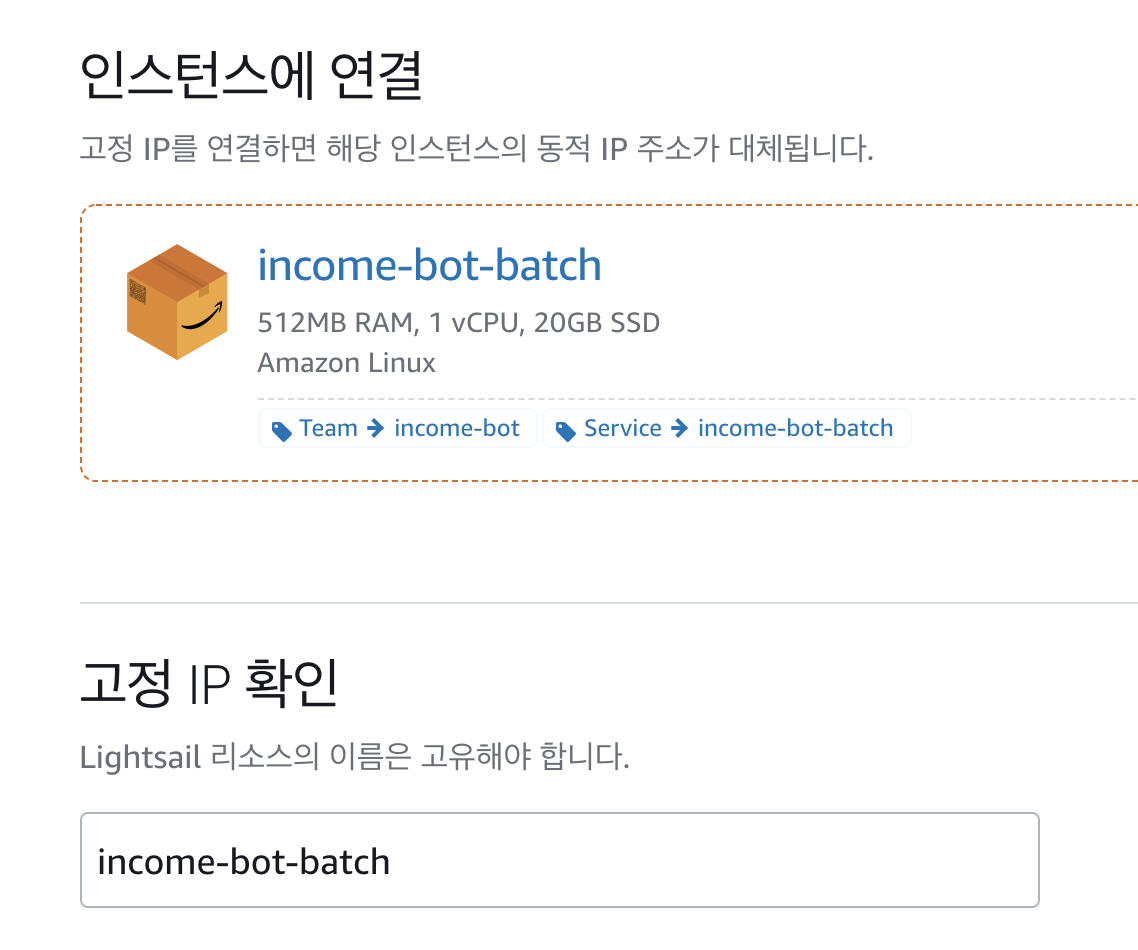 인스턴스에 연결
고정 IP를 연결하면 해당 인스턴스의 동적 IP 주소가 대체됩니다.
income-bot-batch
512MB RAM, 1 vCPU, 20GB SSD
Amazon Linux
Team → income-bot Service → income-bot-batch
고정 IP 확인
Lightsail 리소스의 이름은 고유해야 합니다.
income-bot-batch